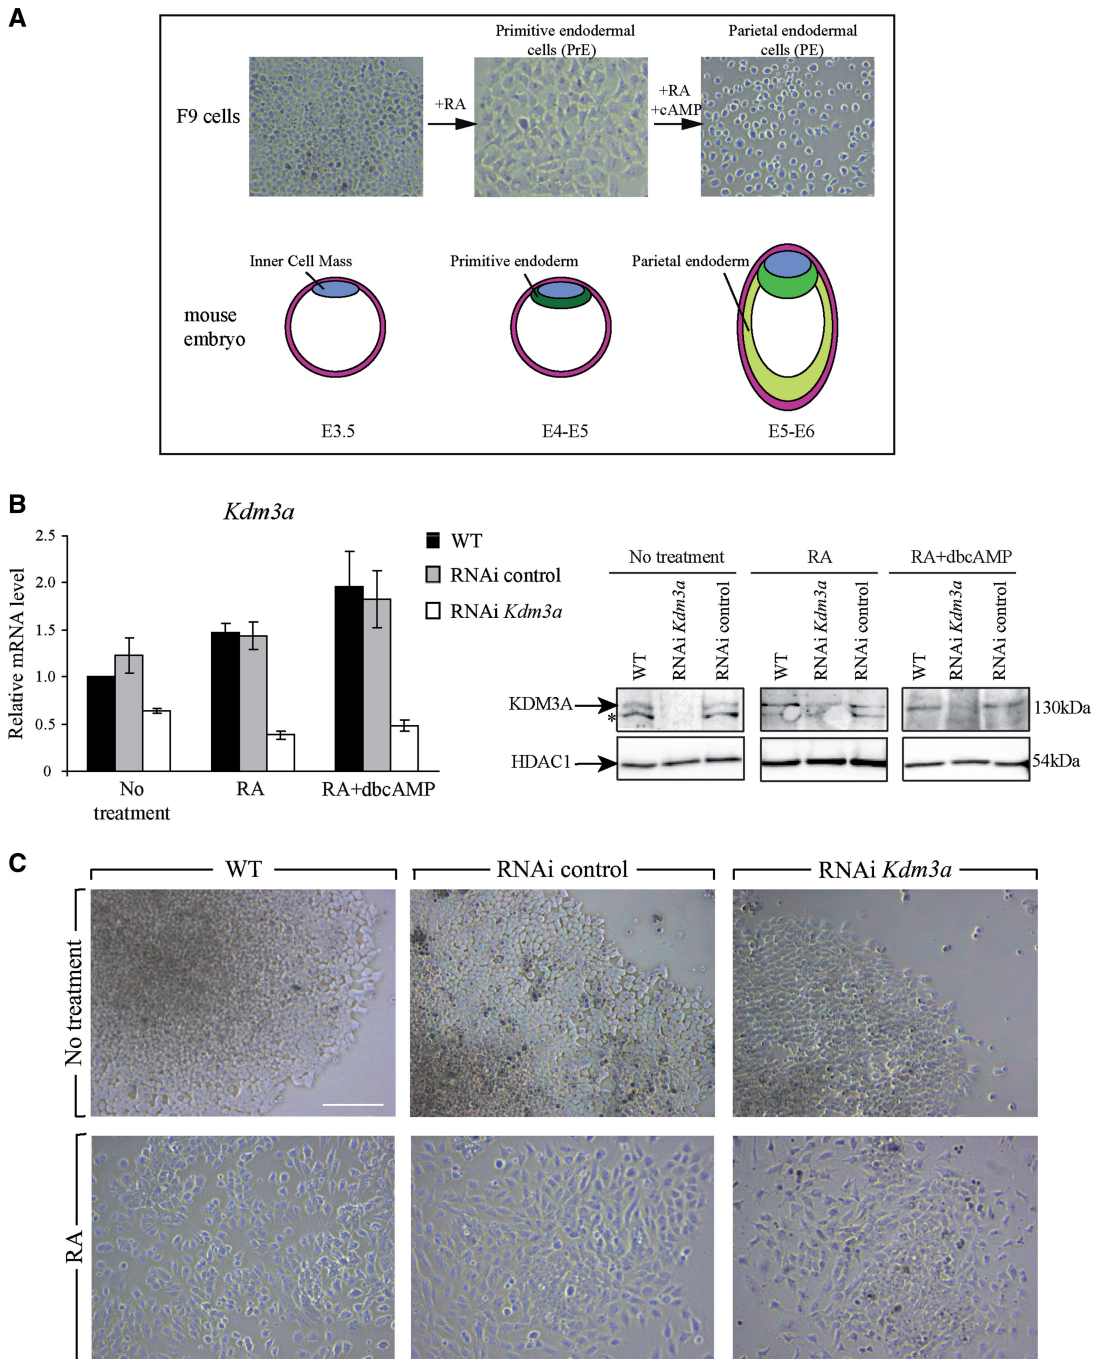 A
Primitive endodermal
cells (PrE)
Parietal endodermal
cells (PE)
F9 cells
+RA
+RA
+cAMP
Inner Cell Mass
Primitive endoderm
Parietal endoderm
mouse
embryo
E3.5
E4-E5
E5-E6
B
Kdm3a
Relative mRNA level
2.5
2.0
1.5
1.0
0.5
0
No
treatment
RA
RA+dbcAMP
WT
RNAi control
RNAi Kdm3a
No treatment
RA
RA+dbcAMP
WT
RNAi Kdm3a
RNAi control
WT
RNAi Kdm3a
RNAi control
WT
RNAi Kdm3a
RNAi control
KDM3A
*
130kDa
HDAC1
54kDa
C
WT
RNAi control
RNAi Kdm3a
No treatment
RA